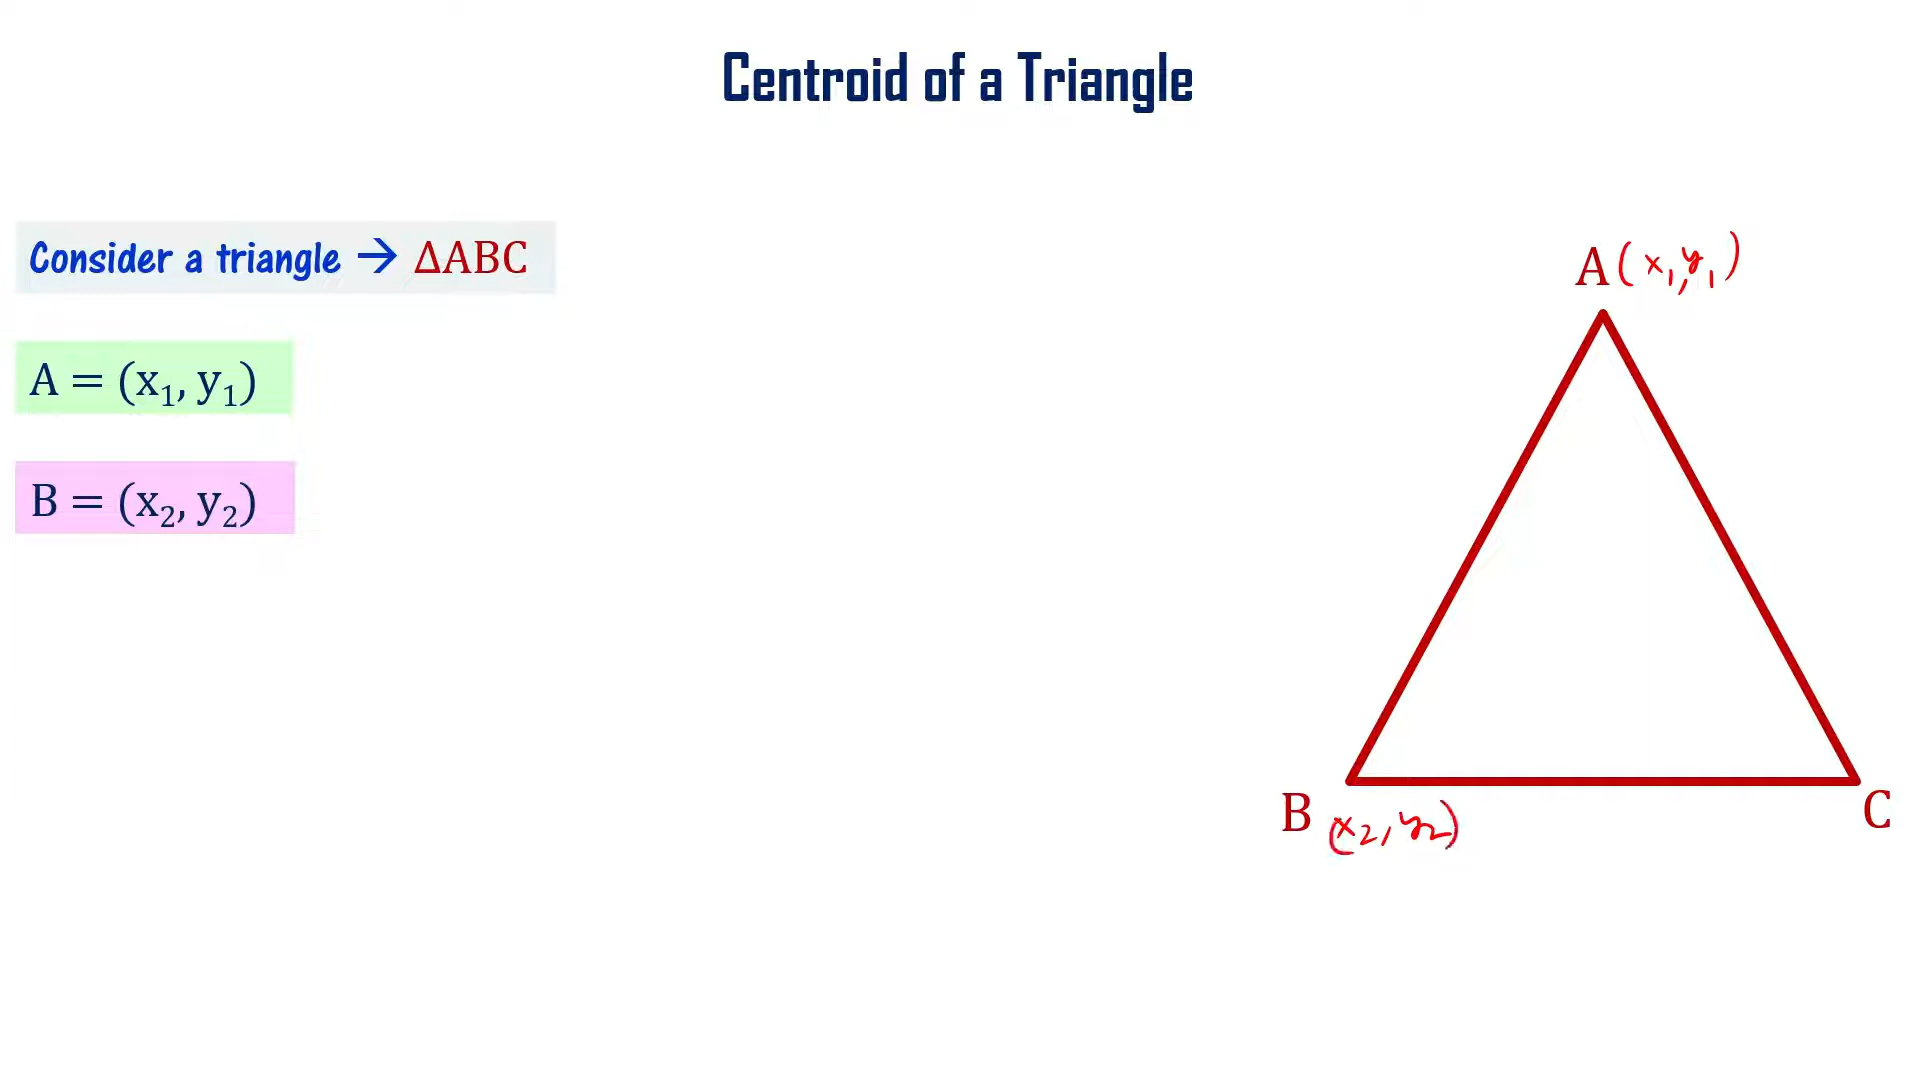 Centroid of a Triangle
Consider a triangle → ΔABC
A (x₁, y₁)
A = (x₁, y₁)
B = (x₂, y₂)
B (x₂, y₂)
C